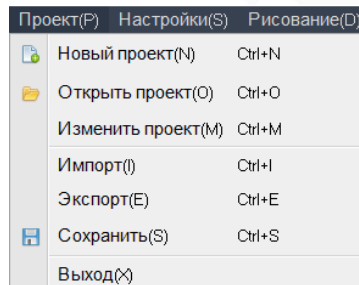 Проект(P) Настройки(S) Рисование(D)
Новый проект(N) Ctrl+N
Открыть проект(O) Ctrl+O
Изменить проект(M) Ctrl+M
Импорт(I) Ctrl+I
Экспорт(E) Ctrl+E
Сохранить(S) Ctrl+S
Выход(X)